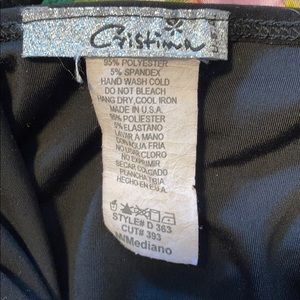 Cristina
95% POLYESTER
5% SPANDEX
HAND WASH COLD
DO NOT BLEACH
HANG DRY, COOL IRON
MADE IN U.S.A.
95% POLIESTER
5% ELASTANO
LAVAR A MANO
CON AGUA FRIA
NO USAR CLORO
NO EXPRIMIR
SECAR COLGADO
PLANCHA TIBIA
HECHO EN E.U.A.
STYLE# D 363
CUT# 393
M/Mediano